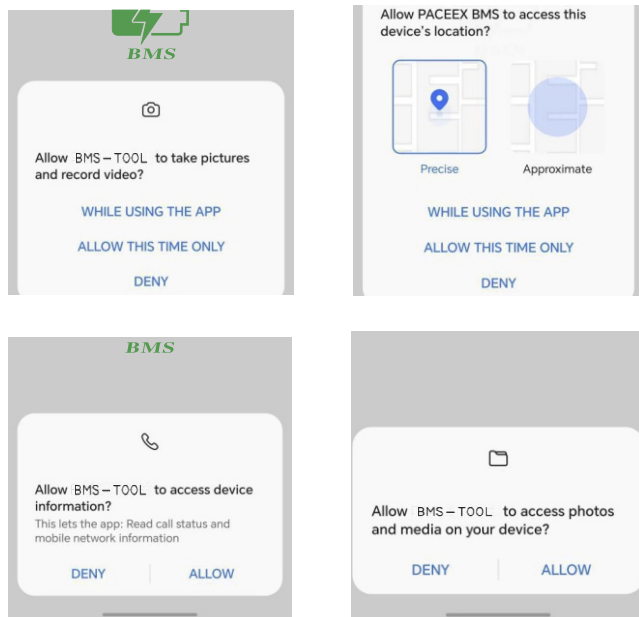 BMS
Allow BMS-TOOL to take pictures
and record video?
WHILE USING THE APP
ALLOW THIS TIME ONLY
DENY
Allow PACEEX BMS to access this
device's location?
Precise
Approximate
WHILE USING THE APP
ALLOW THIS TIME ONLY
DENY
BMS
Allow BMS-TOOL to access device
information?
This lets the app: Read call status and
mobile network information
DENY
ALLOW
Allow BMS-TOOL to access photos
and media on your device?
DENY
ALLOW